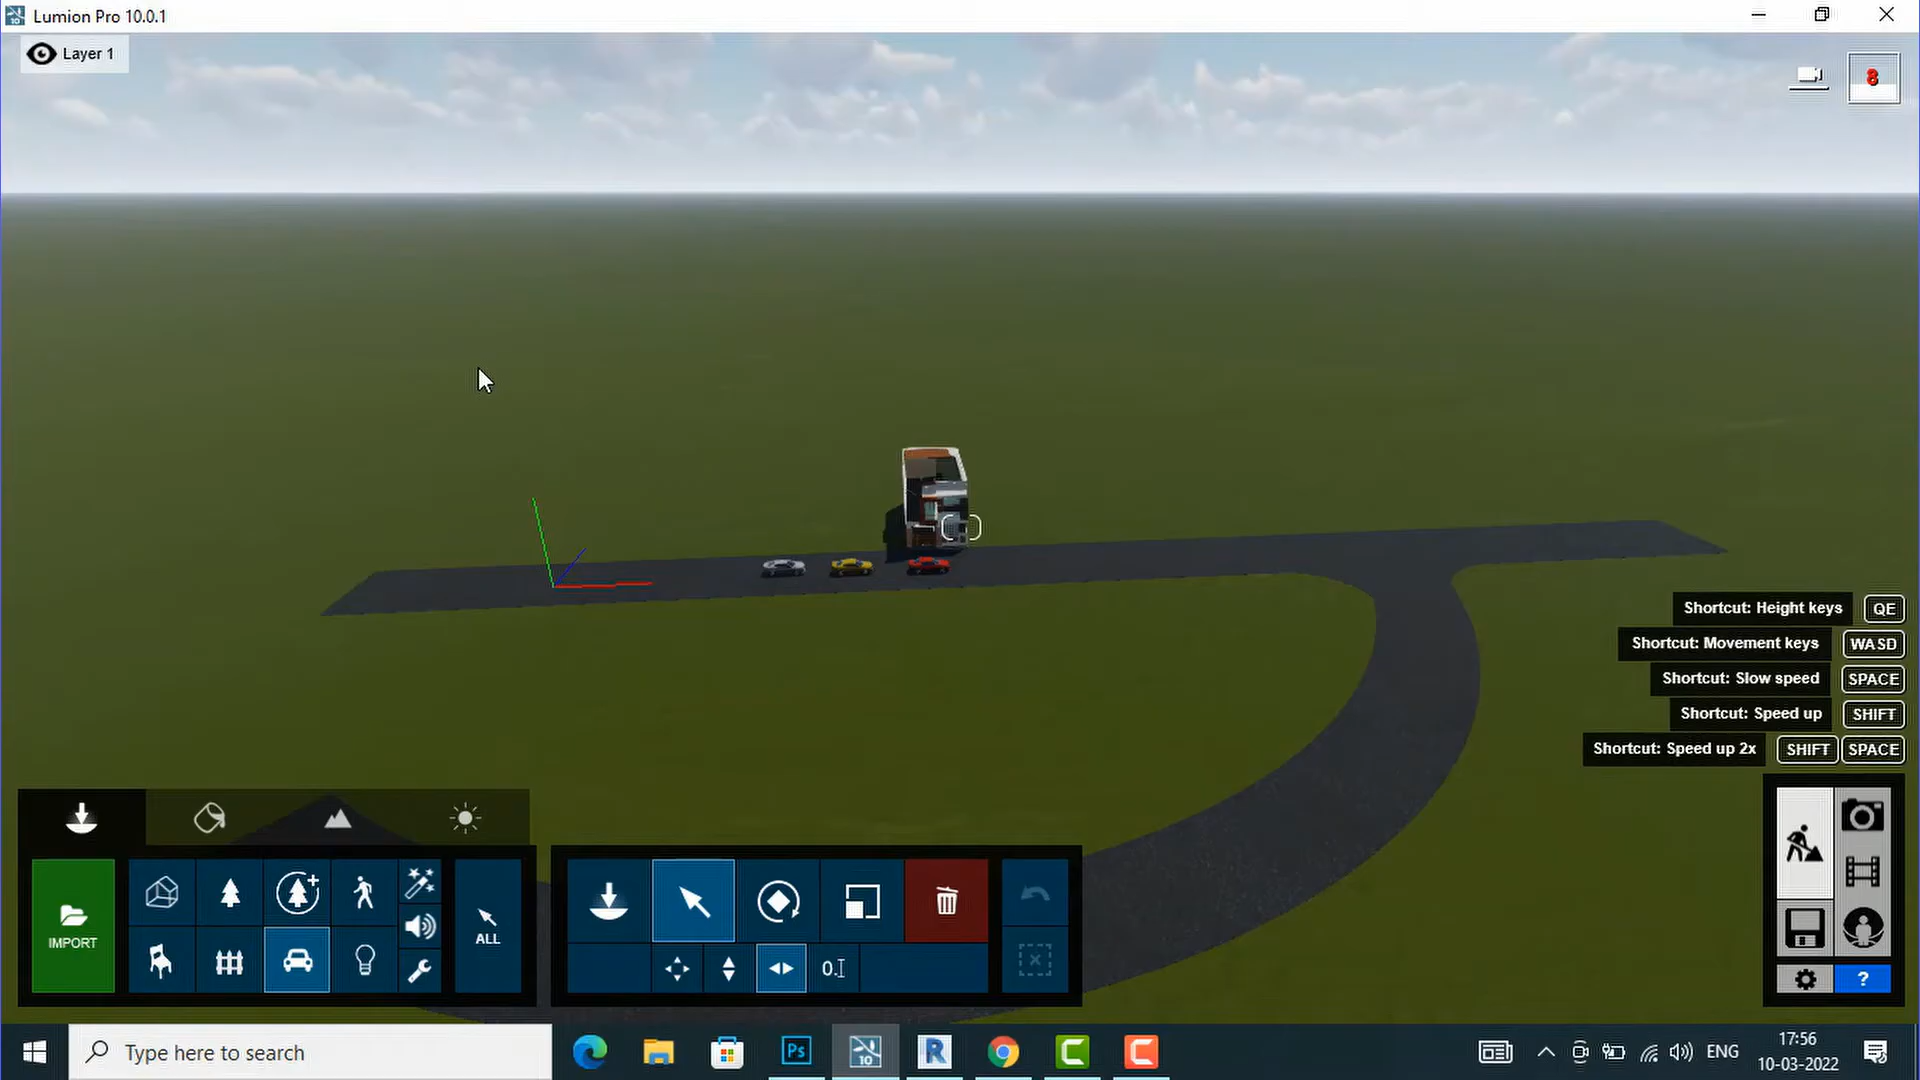 Lumion Pro 10.0.1
Layer 1
8
Shortcut: Height keys QE
Shortcut: Movement keys WASD
Shortcut: Slow speed SPACE
Shortcut: Speed up SHIFT
Shortcut: Speed up 2x SHIFT SPACE
IMPORT
ALL
0.
?
Type here to search
Ps
10
R
C
C
ENG
17:56
10-03-2022